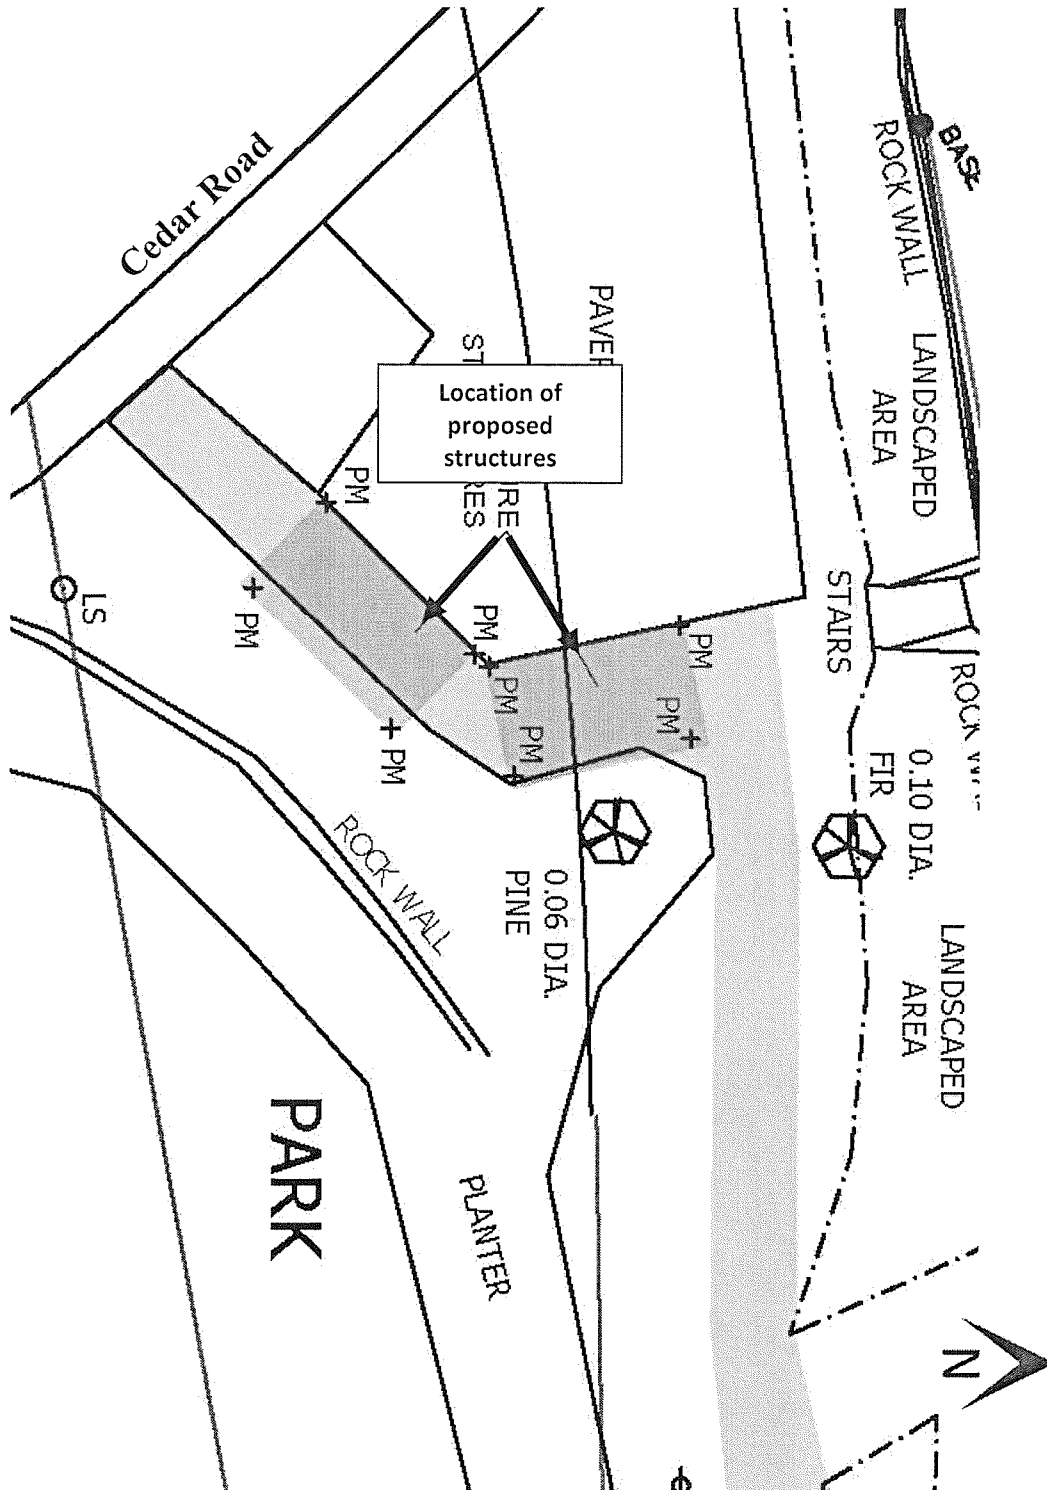 BASE
ROCK WALL
Cedar Road
PAVER
LANDSCAPED
AREA
Location of
proposed
structures
PM
STAIRS
LS
PM
PM
PM
PM
PM
PM
PM
ROCK
0.10 DIA.
FIR
ROCK WALL
0.06 DIA.
PINE
LANDSCAPED
AREA
PARK
PLANTER
N